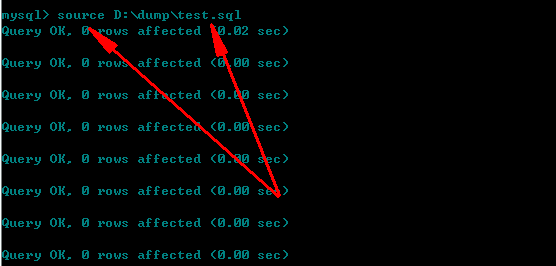 mysql> source D:\dump\test.sql
Query OK, 0 rows affected (0.02 sec)
Query OK, 0 rows affected (0.00 sec)
Query OK, 0 rows affected (0.00 sec)
Query OK, 0 rows affected (0.00 sec)
Query OK, 0 rows affected (0.00 sec)
Query OK, 0 rows affected (0.00 sec)
Query OK, 0 rows affected (0.00 sec)
Query OK, 0 rows affected (0.00 sec)